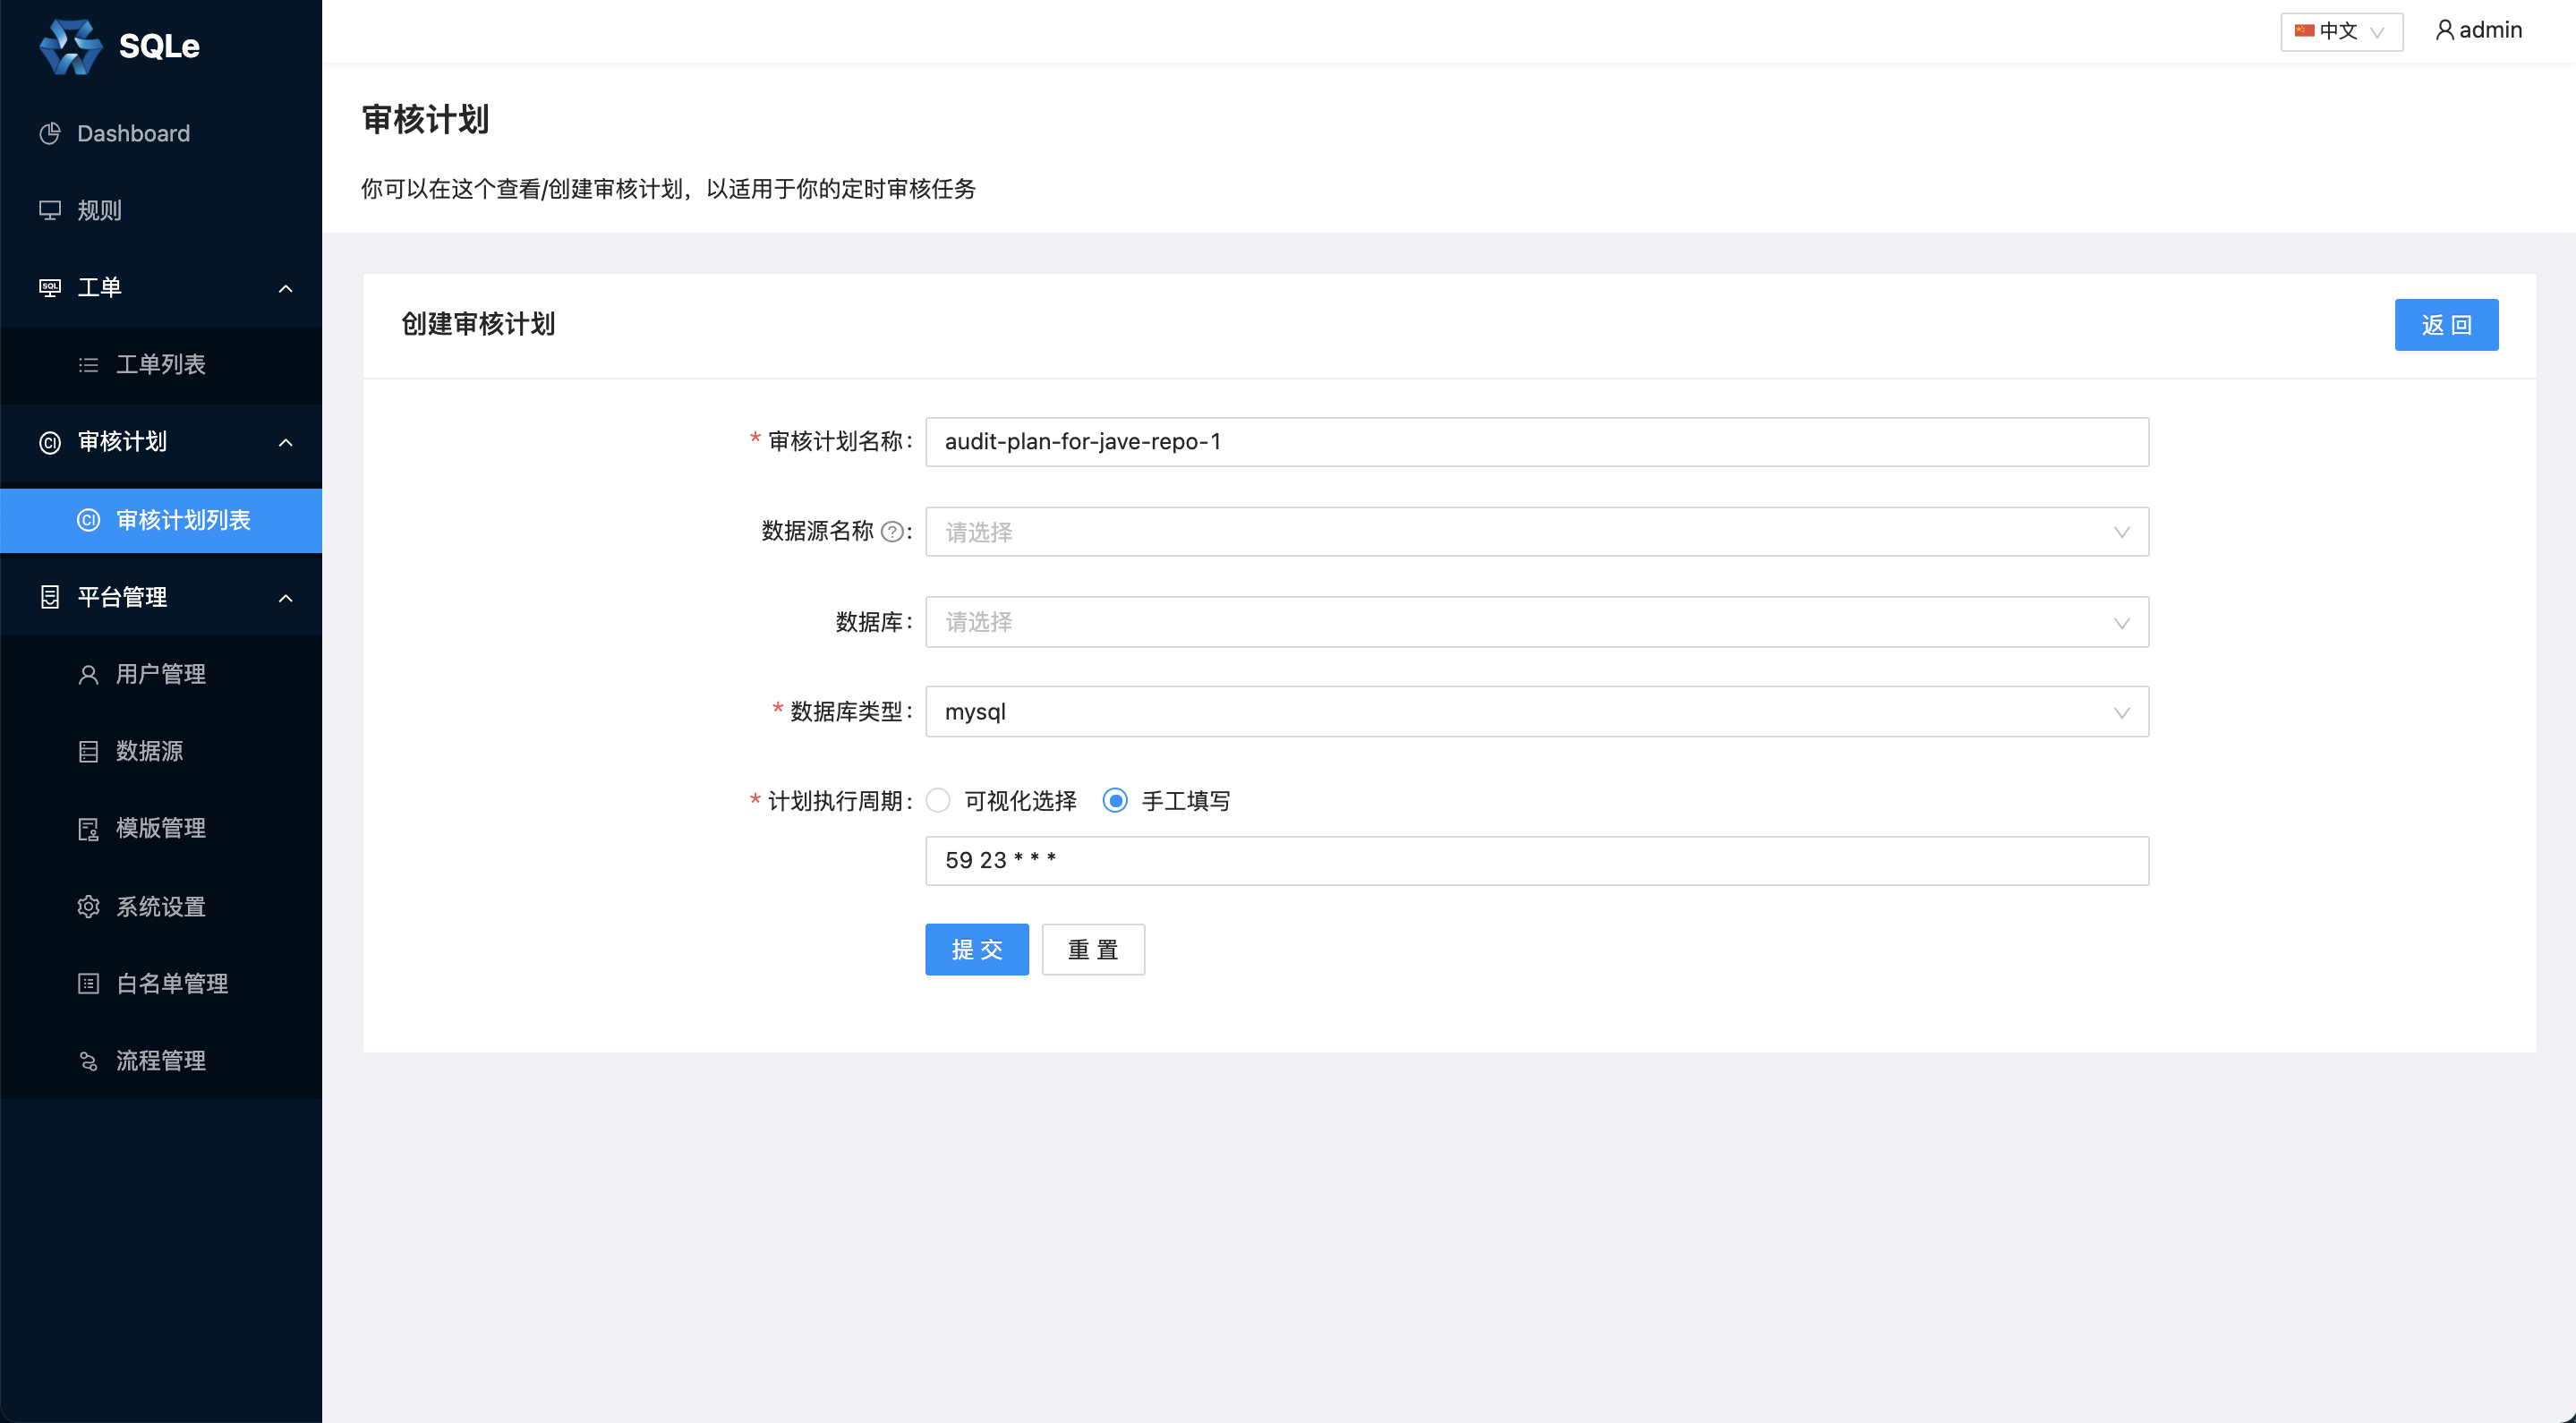 SQLe
中文
admin
Dashboard
规则
工单
工单列表
审核计划
审核计划列表
平台管理
用户管理
数据源
模版管理
系统设置
白名单管理
流程管理
审核计划
你可以在这个查看/创建审核计划，以适用于你的定时审核任务
创建审核计划
返 回
* 审核计划名称: audit-plan-for-jave-repo-1
数据源名称 ? : 请选择
数据库: 请选择
* 数据库类型: mysql
* 计划执行周期: 可视化选择 手工填写
59 23 * * *
提 交 重 置